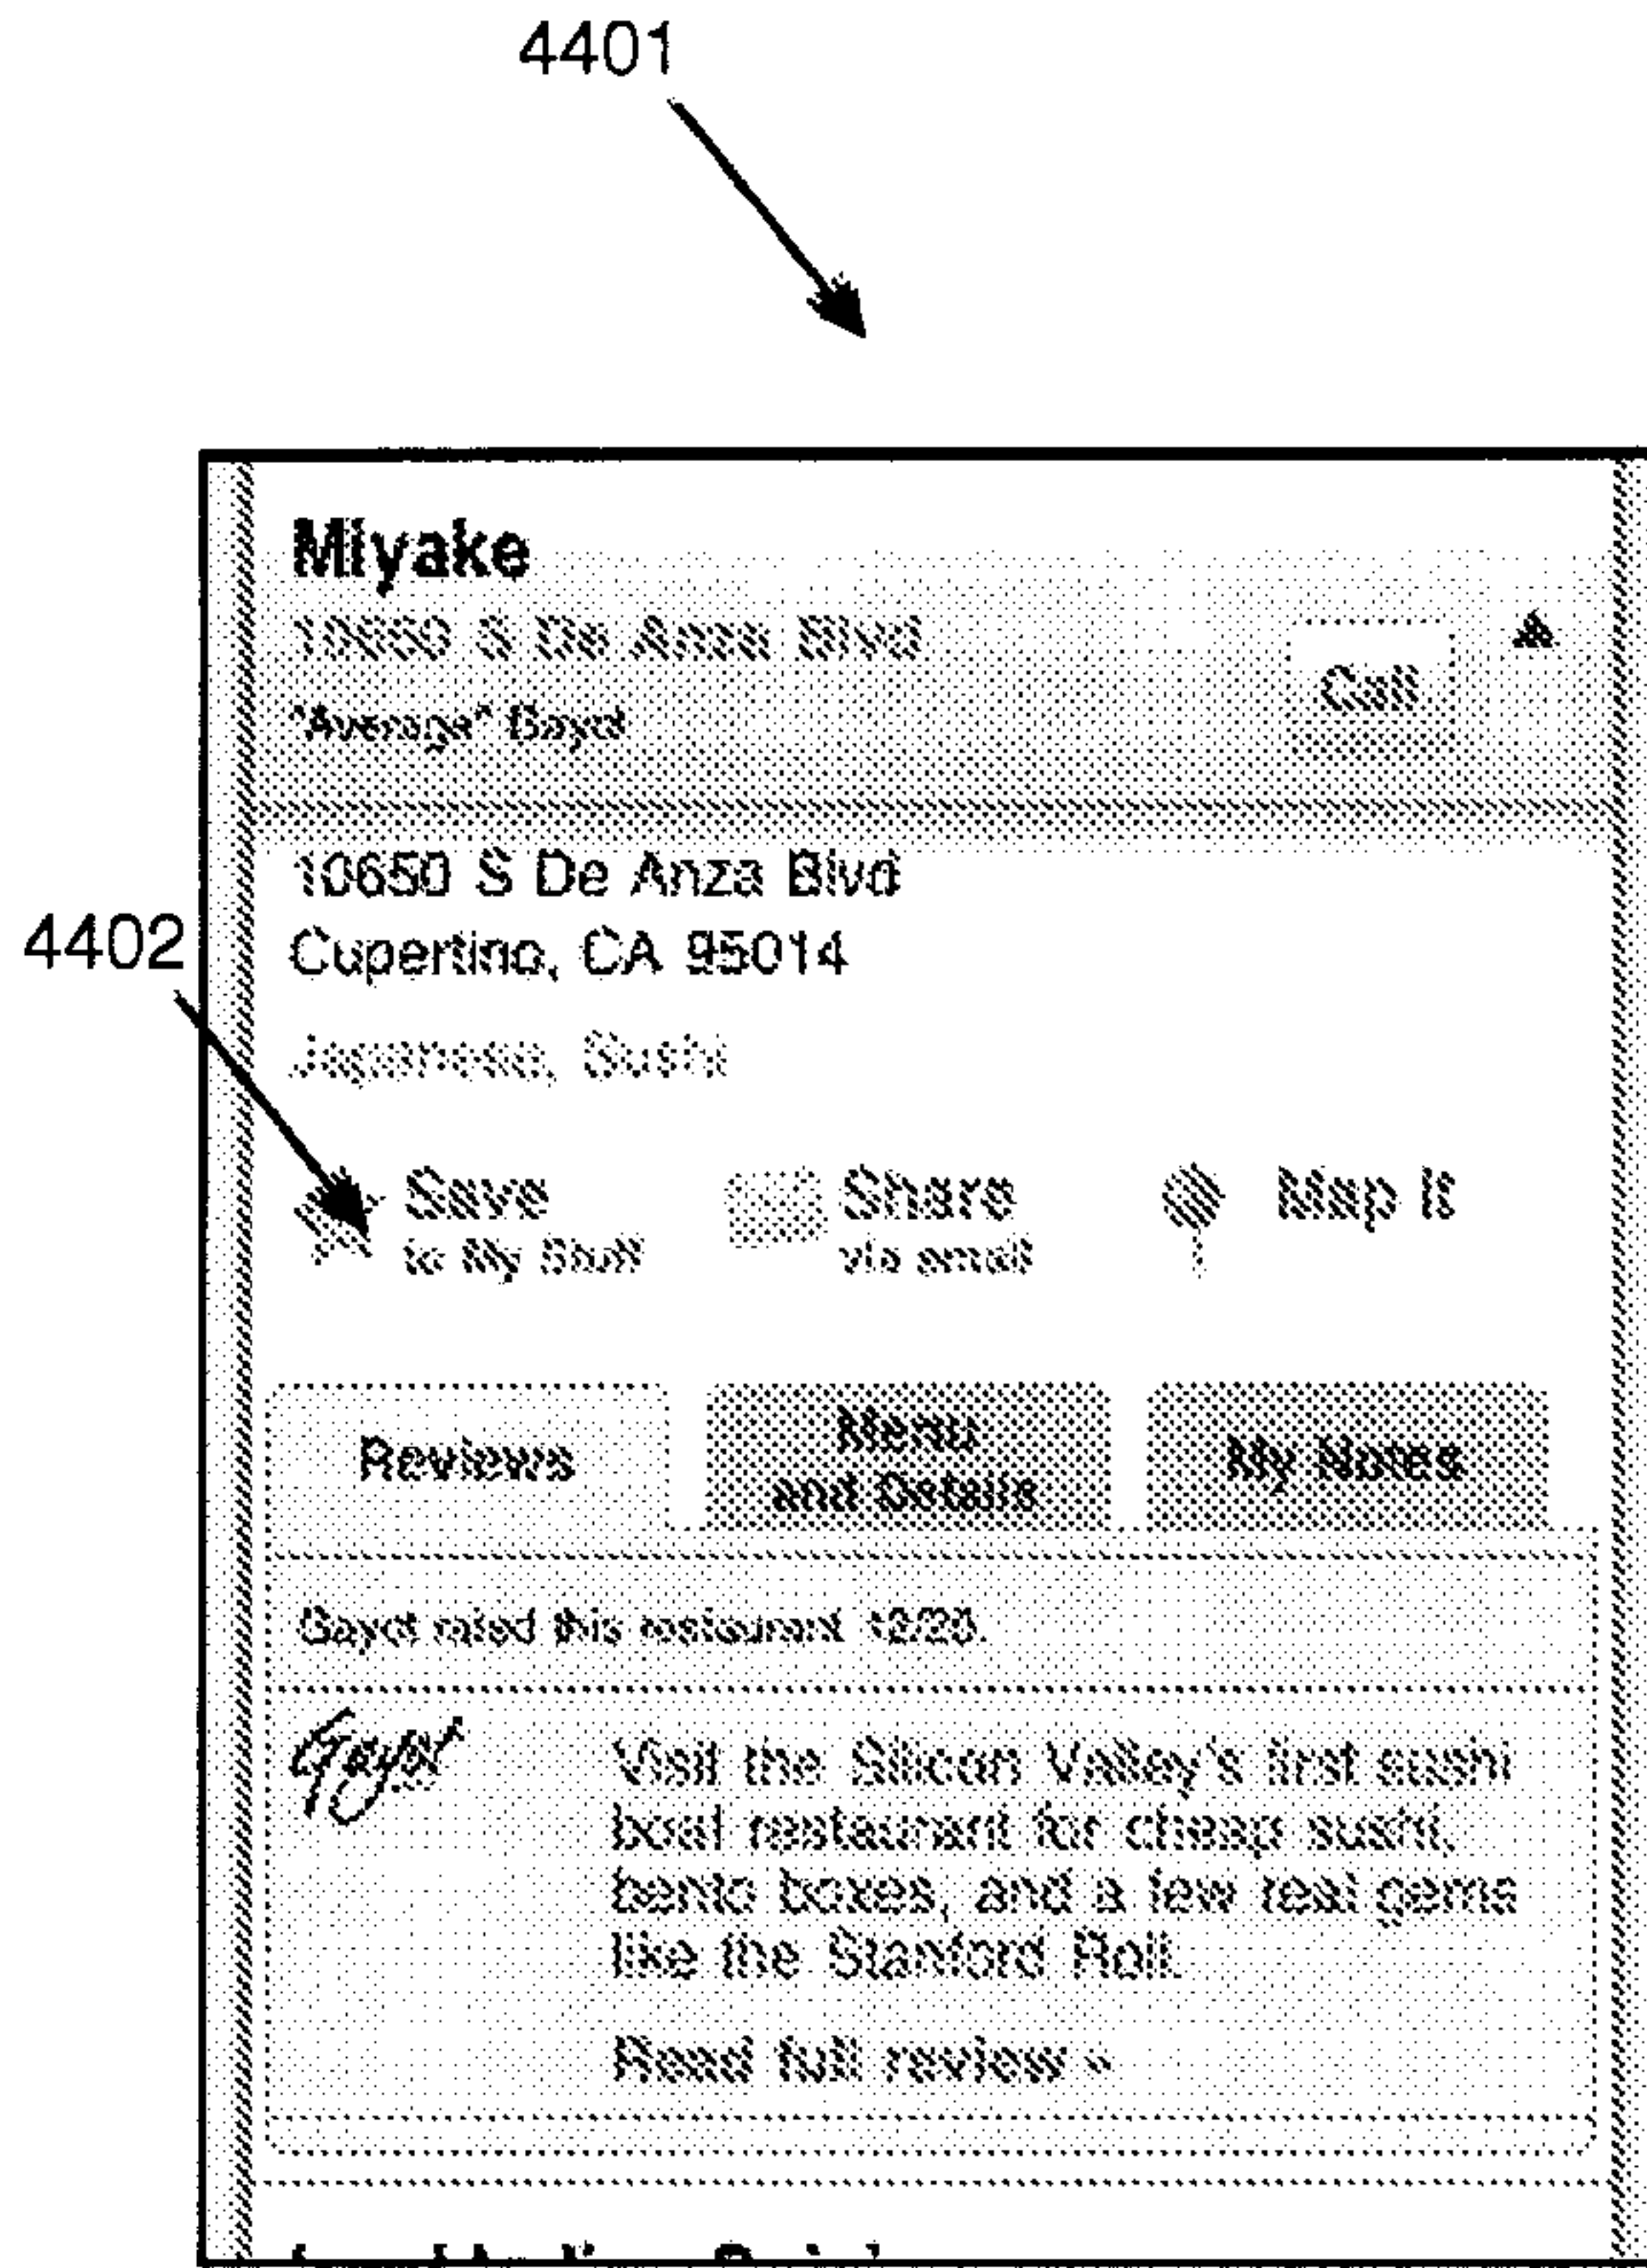 4401
Miyake
10650 S De Anza Blvd
"Average" Gayot
Call
10650 S De Anza Blvd
4402
Cupertino, CA 95014
Japanese, Sushi
Save
to My Stuff
Share
via email
Map It
Reviews
Menu
and Details
My Notes
Gayot rated this restaurant 12/20.
Gayot
Visit the Silicon Valley's first sushi
boat restaurant for cheap sushi,
bento boxes, and a few real gems
like the Stanford Roll.
Read full review »